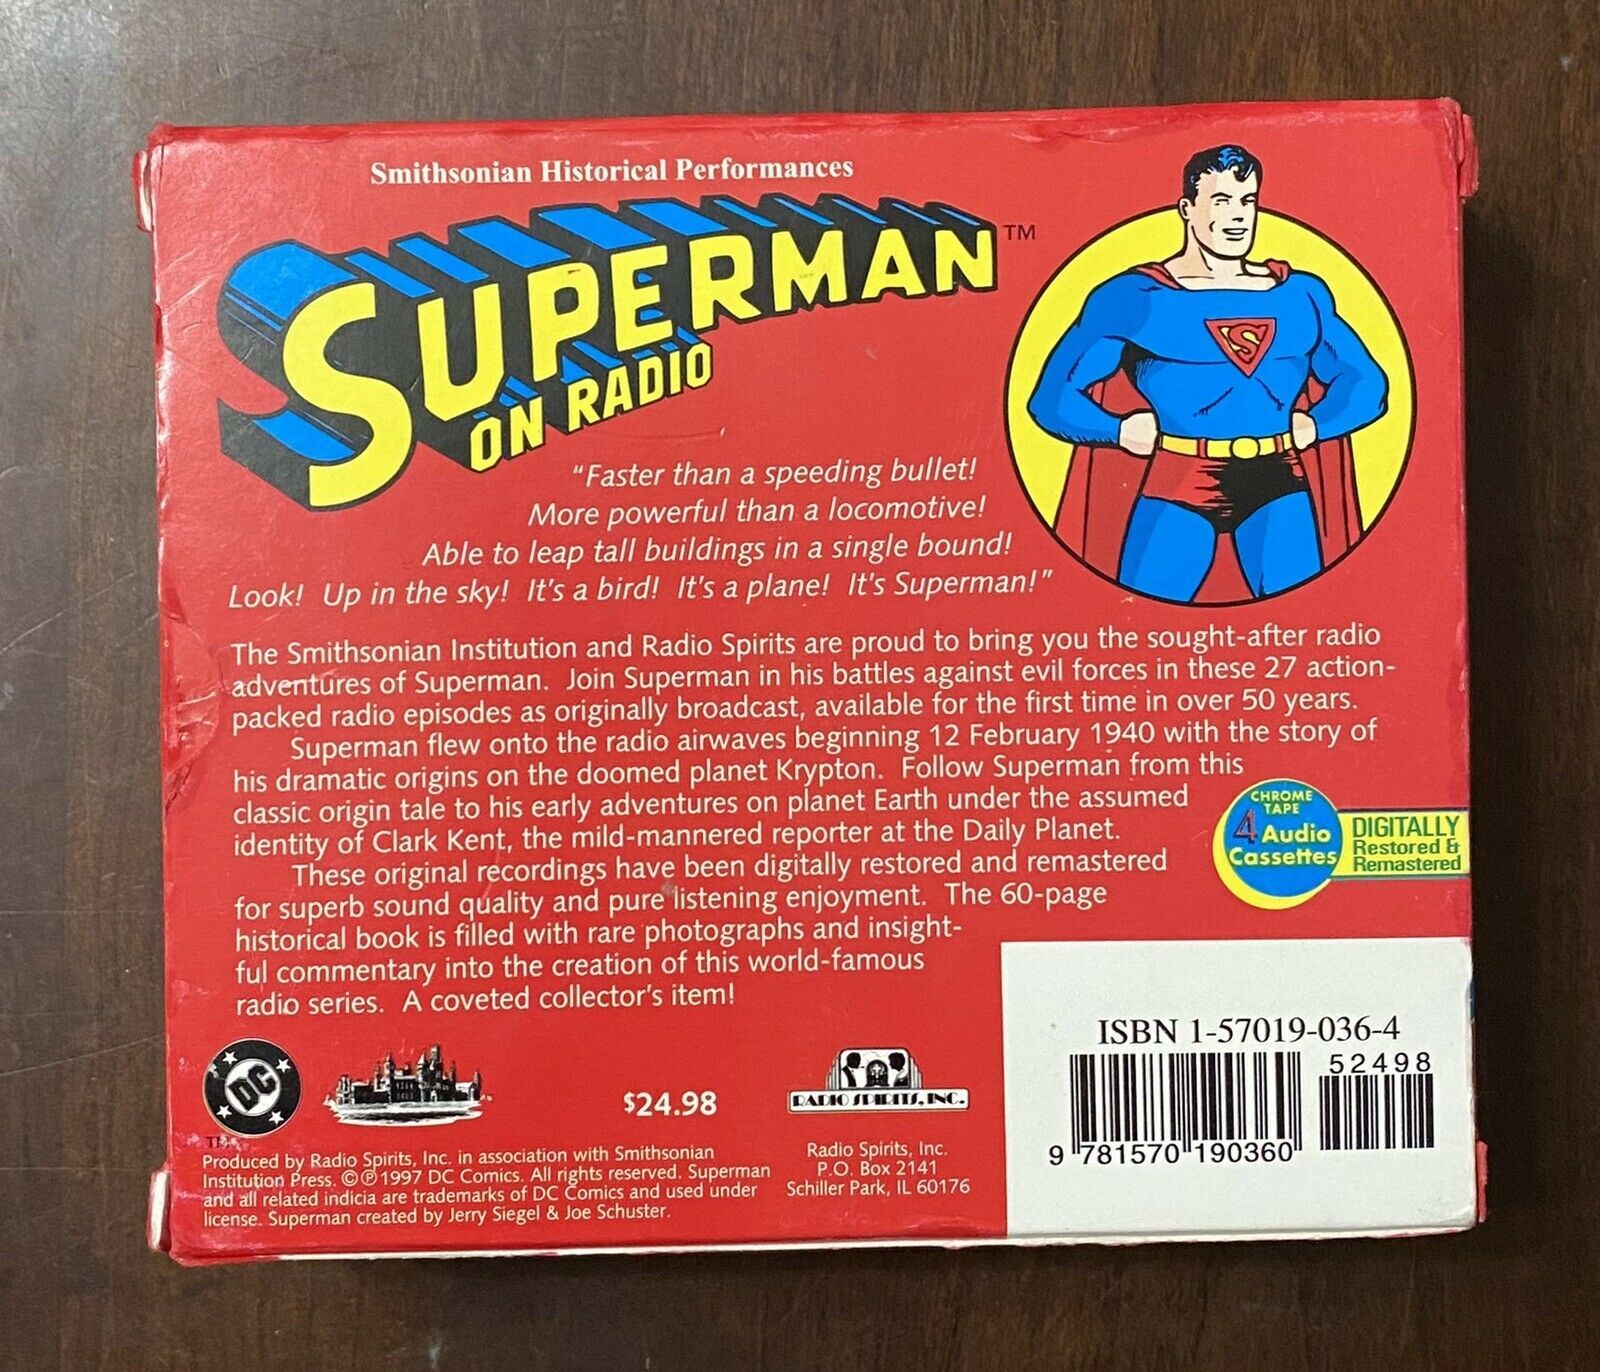 Smithsonian Historical Performances
SUPERMAN TM
ON RADIO
S
"Faster than a speeding bullet!
More powerful than a locomotive!
Able to leap tall buildings in a single bound!
Look! Up in the sky! It's a bird! It's a plane! It's Superman!"
The Smithsonian Institution and Radio Spirits are proud to bring you the sought-after radio
adventures of Superman. Join Superman in his battles against evil forces in these 27 action-
packed radio episodes as originally broadcast, available for the first time in over 50 years.
Superman flew onto the radio airwaves beginning 12 February 1940 with the story of
his dramatic origins on the doomed planet Krypton. Follow Superman from this
classic origin tale to his early adventures on planet Earth under the assumed
identity of Clark Kent, the mild-mannered reporter at the Daily Planet.
These original recordings have been digitally restored and remastered
for superb sound quality and pure listening enjoyment. The 60-page
historical book is filled with rare photographs and insight-
ful commentary into the creation of this world-famous
radio series. A coveted collector's item!
CHROME
TAPE
4 Audio
Cassettes
DIGITALLY
Restored &
Remastered
DC
TM
$24.98
RADIO SPIRITS, INC.
Produced by Radio Spirits, Inc. in association with Smithsonian
Institution Press. ©℗1997 DC Comics. All rights reserved. Superman
and all related indicia are trademarks of DC Comics and used under
license. Superman created by Jerry Siegel & Joe Schuster.
Radio Spirits, Inc.
P.O. Box 2141
Schiller Park, IL 60176
ISBN 1-57019-036-4
52498
9 781570 190360